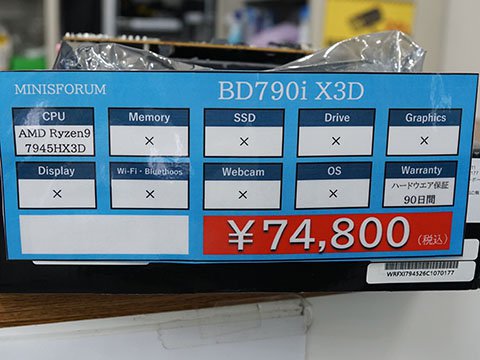 MINISFORUM
BD790i X3D
CPU
AMD Ryzen9
7945HX3D
Memory
×
SSD
×
Drive
×
Graphics
×
Display
×
Wi-Fi・Bluethoos
×
Webcam
×
OS
×
Warranty
ハードウエア保証
90日間
￥74,800(税込)
WRFXI794526C1070177